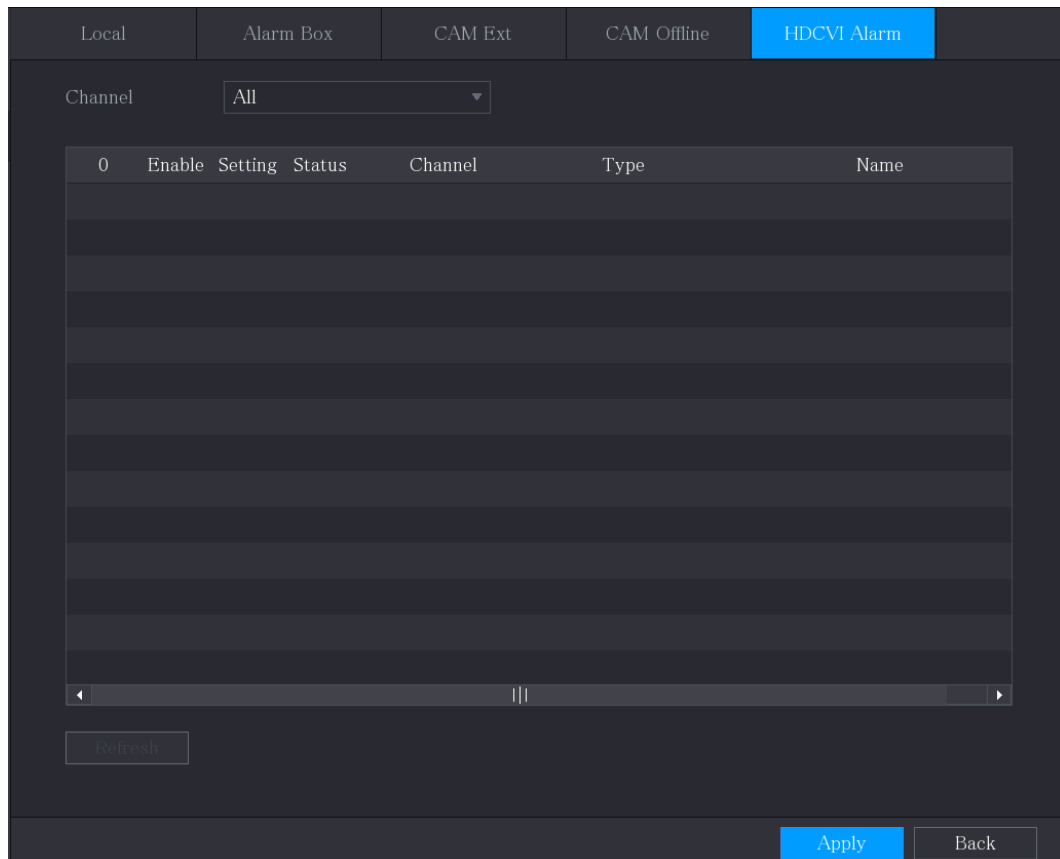 Local Alarm Box CAM Ext CAM Offline HDCVI Alarm
Channel All
0 Enable Setting Status Channel Type Name
Refresh
Apply Back